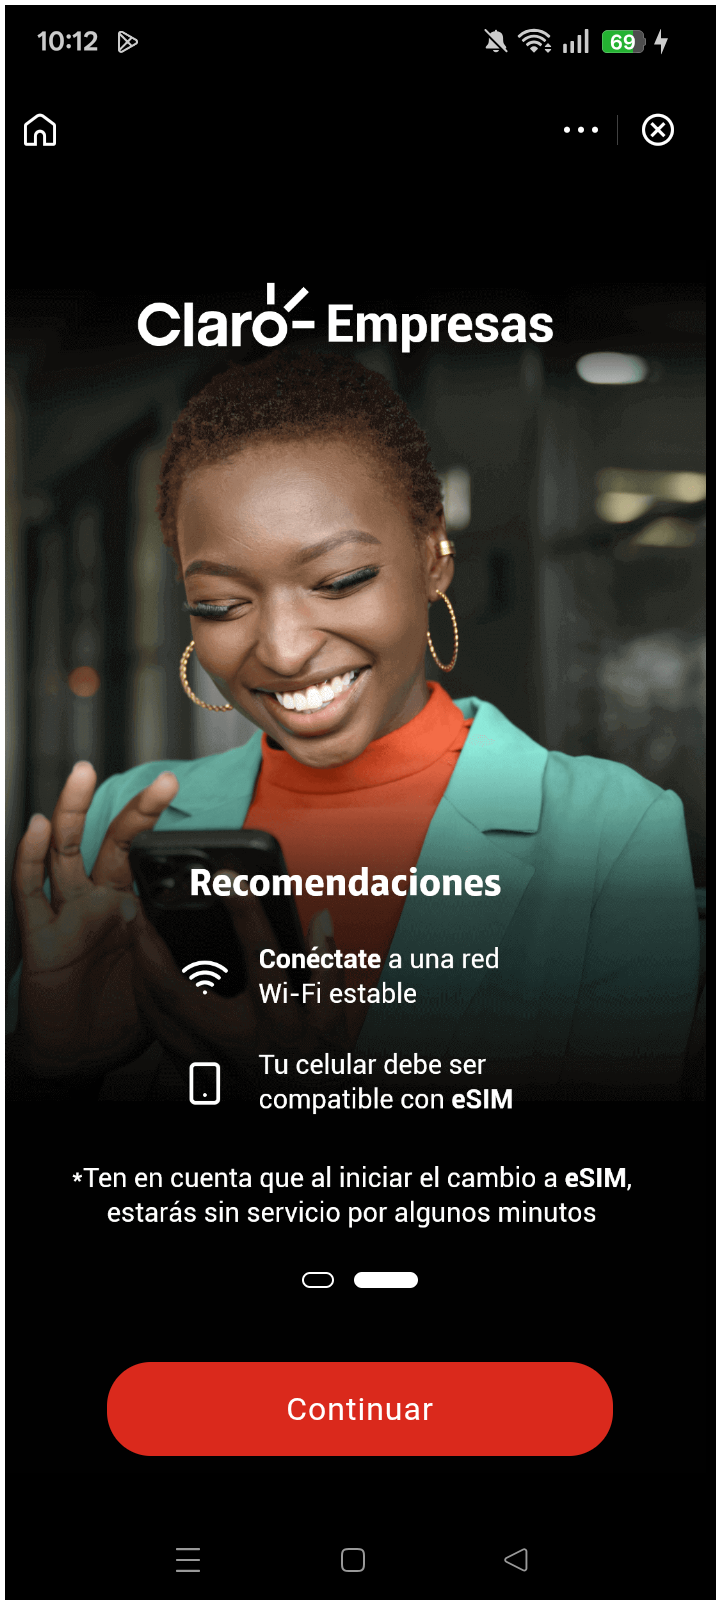 10:12
69
Claro Empresas
Recomendaciones
Conéctate a una red
Wi-Fi estable
Tu celular debe ser
compatible con eSIM
*Ten en cuenta que al iniciar el cambio a eSIM,
estarás sin servicio por algunos minutos
Continuar